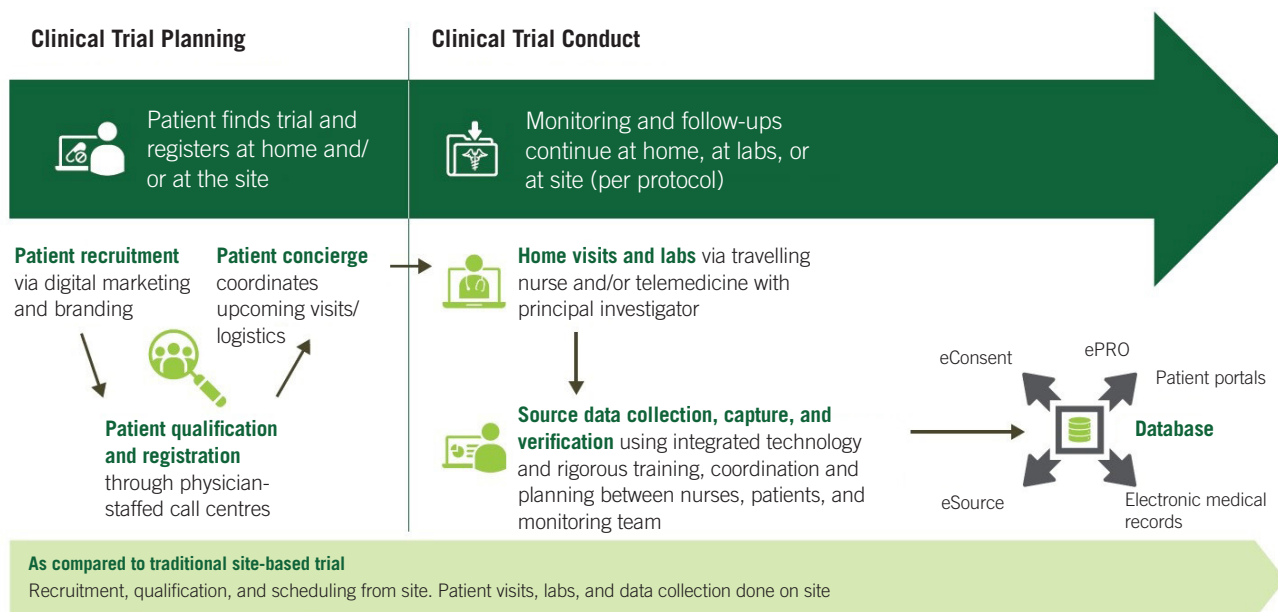 Clinical Trial Planning
Clinical Trial Conduct
Patient finds trial and
registers at home and/
or at the site
Monitoring and follow-ups
continue at home, at labs, or
at site (per protocol)
Patient recruitment
via digital marketing
and branding
Patient concierge
coordinates
upcoming visits/
logistics
Patient qualification
and registration
through physician-
staffed call centres
Home visits and labs via travelling
nurse and/or telemedicine with
principal investigator
Source data collection, capture, and
verification using integrated technology
and rigorous training, coordination and
planning between nurses, patients, and
monitoring team
eConsent
ePRO
Patient portals
Database
eSource
Electronic medical
records
As compared to traditional site-based trial
Recruitment, qualification, and scheduling from site. Patient visits, labs, and data collection done on site